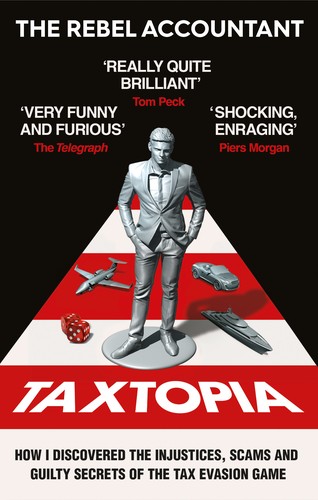 THE REBEL ACCOUNTANT
‘REALLY QUITE
BRILLIANT’
Tom Peck
‘VERY FUNNY
AND FURIOUS’
The Telegraph
‘SHOCKING,
ENRAGING’
Piers Morgan
TAXTOPIA
HOW I DISCOVERED THE INJUSTICES, SCAMS AND
GUILTY SECRETS OF THE TAX EVASION GAME